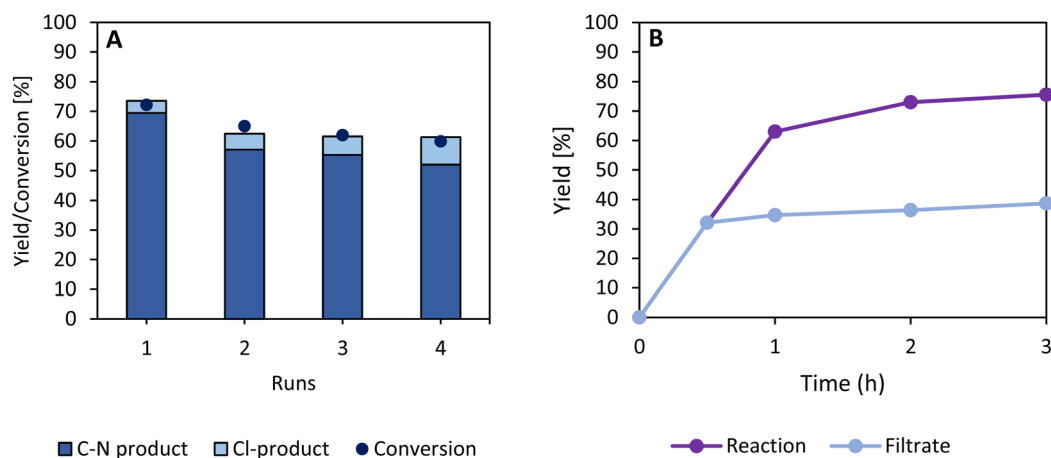 A
Yield/Conversion [%]
100
90
80
70
60
50
40
30
20
10
0
1 2 3 4
Runs
C-N product Cl-product Conversion
B
Yield [%]
100
90
80
70
60
50
40
30
20
10
0
0 1 2 3
Time (h)
Reaction Filtrate